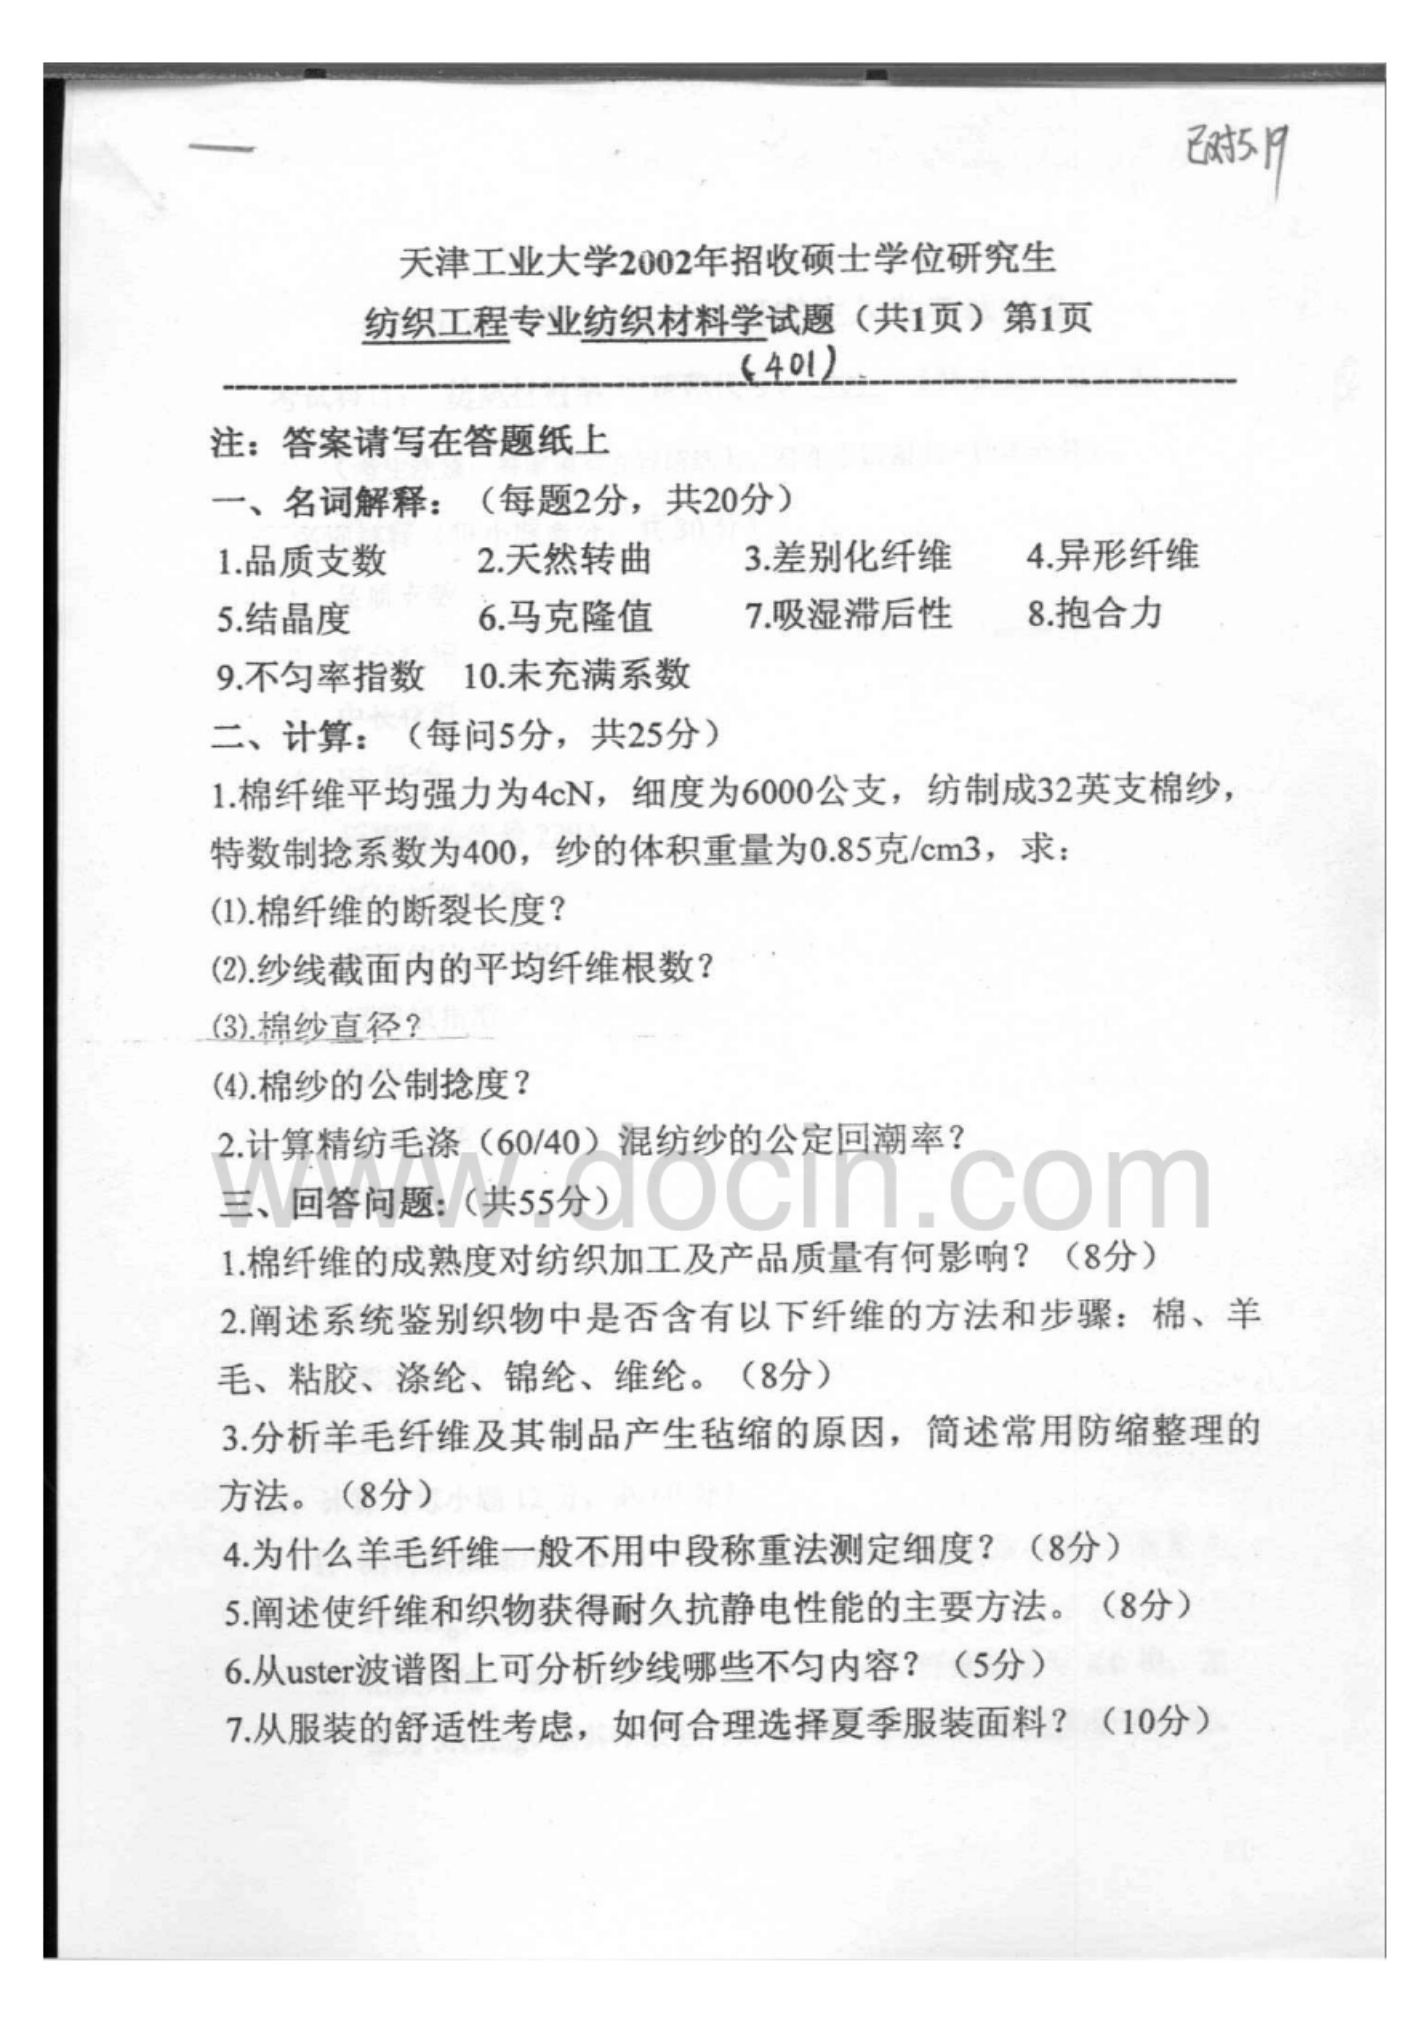 已对5.19
天津工业大学2002年招收硕士学位研究生
纺织工程专业纺织材料学试题（共1页）第1页
(401)
注：答案请写在答题纸上
一、名词解释：（每题2分，共20分）
1.品质支数 2.天然转曲 3.差别化纤维 4.异形纤维
5.结晶度 6.马克隆值 7.吸湿滞后性 8.抱合力
9.不匀率指数 10.未充满系数
二、计算：（每问5分，共25分）
1.棉纤维平均强力为4cN，细度为6000公支，纺制成32英支棉纱，
特数制捻系数为400，纱的体积重量为0.85克/cm3，求：
⑴.棉纤维的断裂长度？
⑵.纱线截面内的平均纤维根数？
⑶.棉纱直径？
⑷.棉纱的公制捻度？
2.计算精纺毛涤（60/40）混纺纱的公定回潮率？
www.docin.com
三、回答问题:（共55分）
1.棉纤维的成熟度对纺织加工及产品质量有何影响？（8分）
2.阐述系统鉴别织物中是否含有以下纤维的方法和步骤：棉、羊
毛、粘胶、涤纶、锦纶、维纶。（8分）
3.分析羊毛纤维及其制品产生毡缩的原因，简述常用防缩整理的
方法。（8分）
4.为什么羊毛纤维一般不用中段称重法测定细度？（8分）
5.阐述使纤维和织物获得耐久抗静电性能的主要方法。（8分）
6.从uster波谱图上可分析纱线哪些不匀内容？（5分）
7.从服装的舒适性考虑，如何合理选择夏季服装面料？（10分）